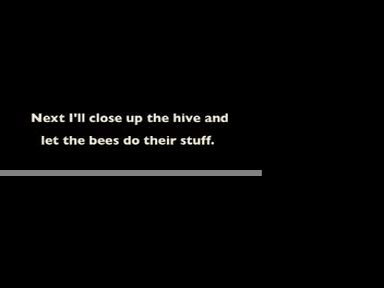 Next I'll close up the hive and
let the bees do their stuff.